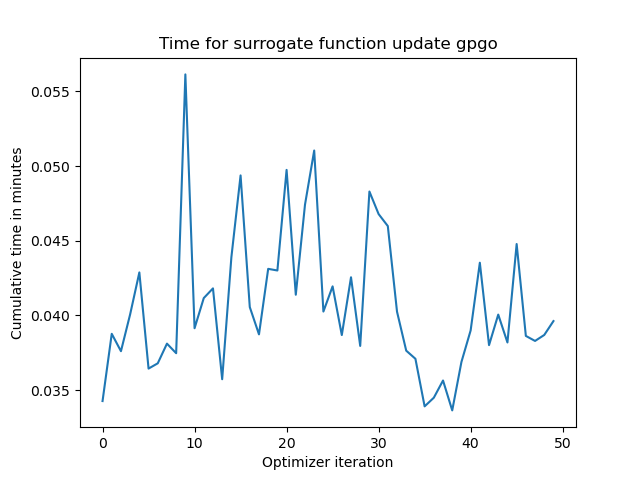 Time for surrogate function update gpgo
Cumulative time in minutes
0.055
0.050
0.045
0.040
0.035
0 10 20 30 40 50
Optimizer iteration